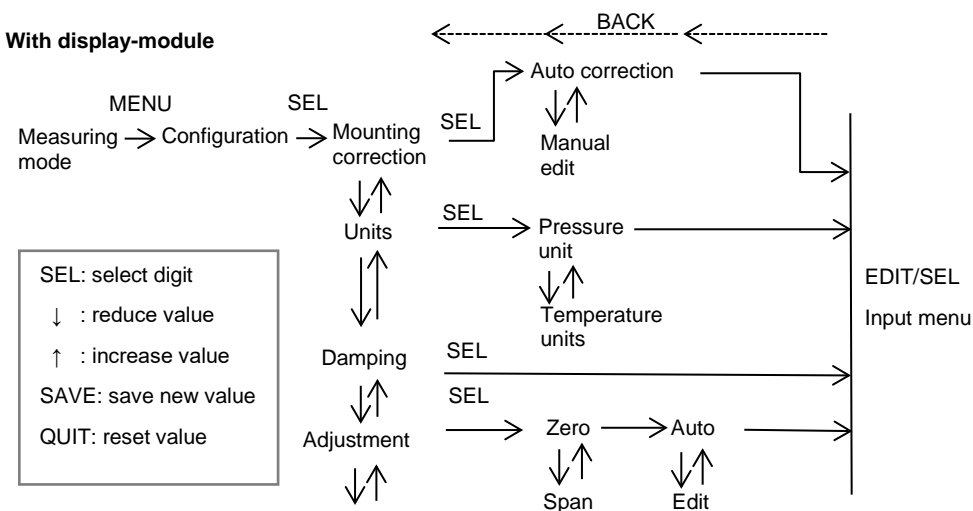 BACK
With display-module
Auto correction
MENU
SEL
SEL
Measuring
mode
Configuration
Mounting
correction
Manual
edit
SEL
Units
Pressure
unit
SEL: select digit
↓ : reduce value
↑ : increase value
SAVE: save new value
QUIT: reset value
EDIT/SEL
Input menu
Temperature
units
Damping
SEL
SEL
Adjustment
Zero
Auto
Span
Edit